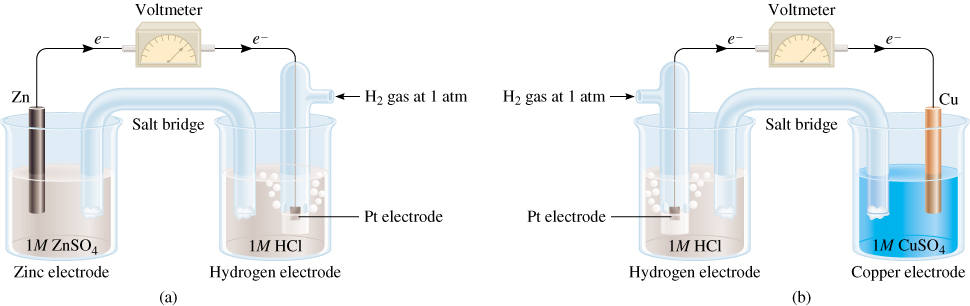 Voltmeter
e⁻
e⁻
Zn
H₂ gas at 1 atm
Salt bridge
Pt electrode
1M ZnSO₄
1M HCl
Zinc electrode
Hydrogen electrode
(a)
Voltmeter
e⁻
e⁻
H₂ gas at 1 atm
Cu
Salt bridge
Pt electrode
1M HCl
1M CuSO₄
Hydrogen electrode
Copper electrode
(b)